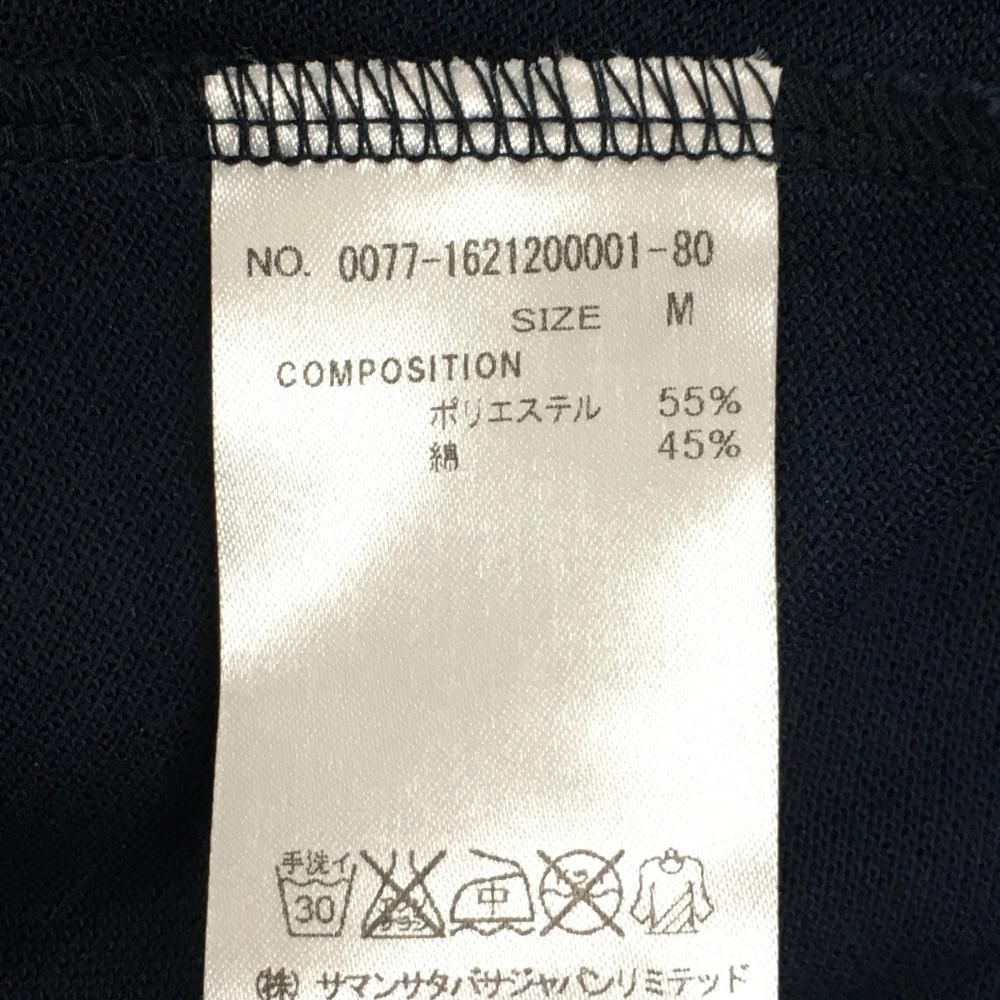 NO. 0077-1621200001-80
SIZE M
COMPOSITION
ポリエステル 55%
綿 45%
手洗イ
30
中
(株) サマンサタバサジャパンリミテッド